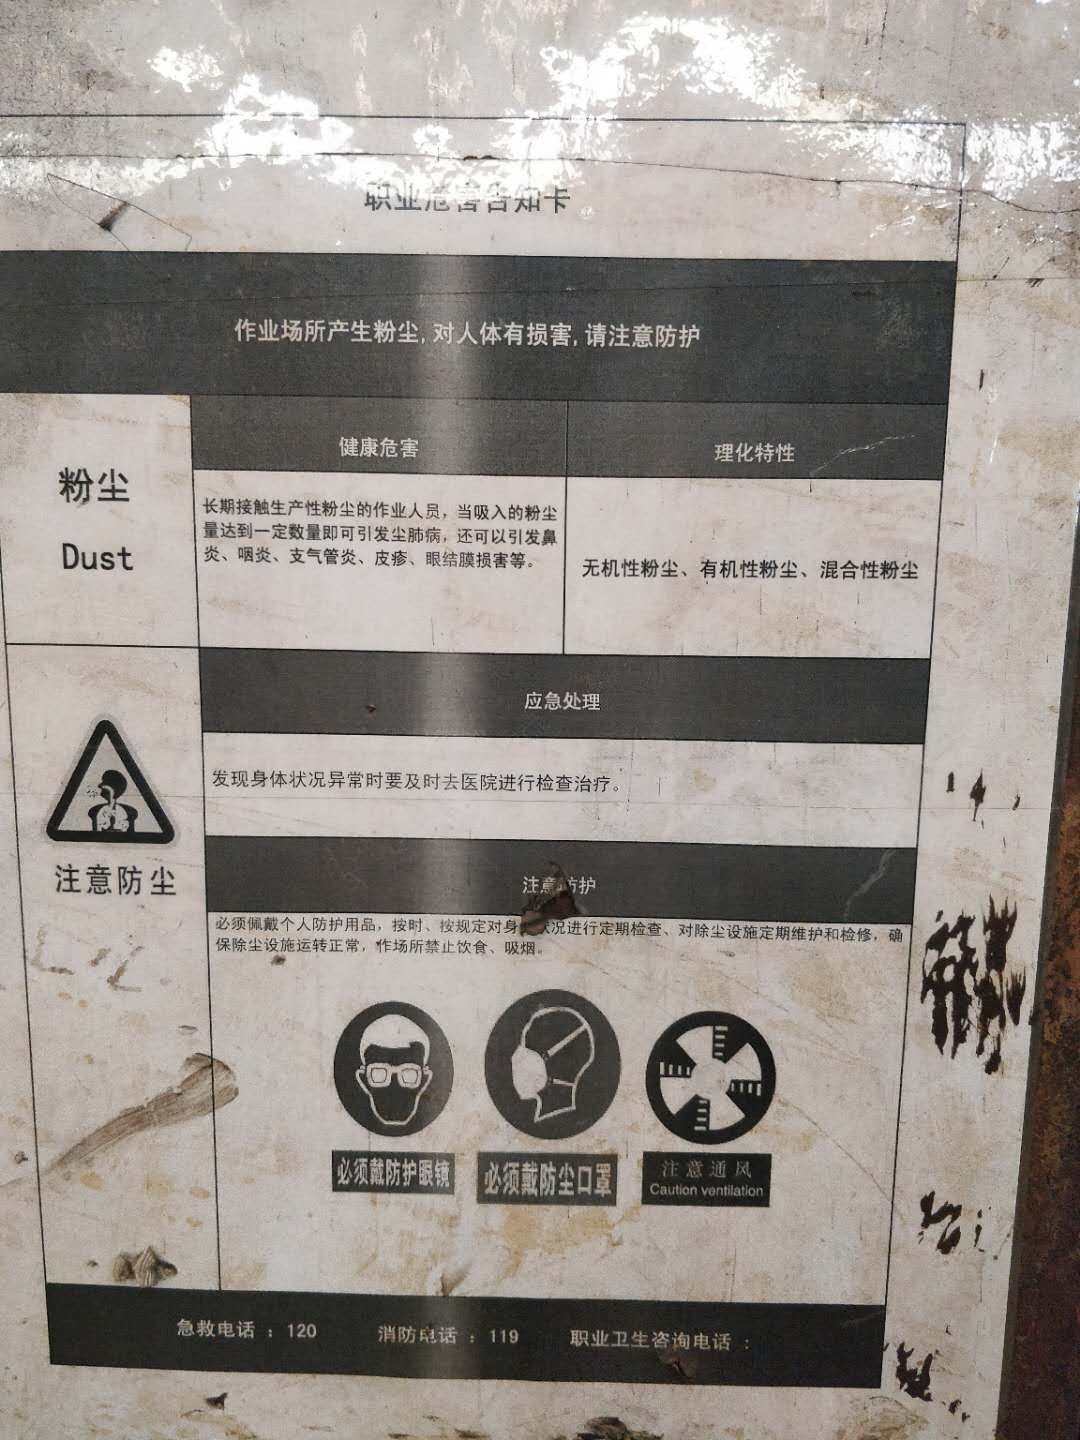 职业危害告知卡
作业场所产生粉尘,对人体有损害,请注意防护
粉尘
Dust
健康危害
理化特性
长期接触生产性粉尘的作业人员，当吸入的粉尘
量达到一定数量即可引发尘肺病，还可以引发鼻
炎、咽炎、支气管炎、皮疹、眼结膜损害等。
无机性粉尘、有机性粉尘、混合性粉尘
应急处理
发现身体状况异常时要及时去医院进行检查治疗。
注意防尘
注意防护
必须佩戴个人防护用品，按时、按规定对身体状况进行定期检查、对除尘设施定期维护和检修，确
保除尘设施运转正常，作场所禁止饮食、吸烟。
必须戴防护眼镜
必须戴防尘口罩
注意通风
Caution ventilation
急救电话：120 消防电话：119 职业卫生咨询电话：